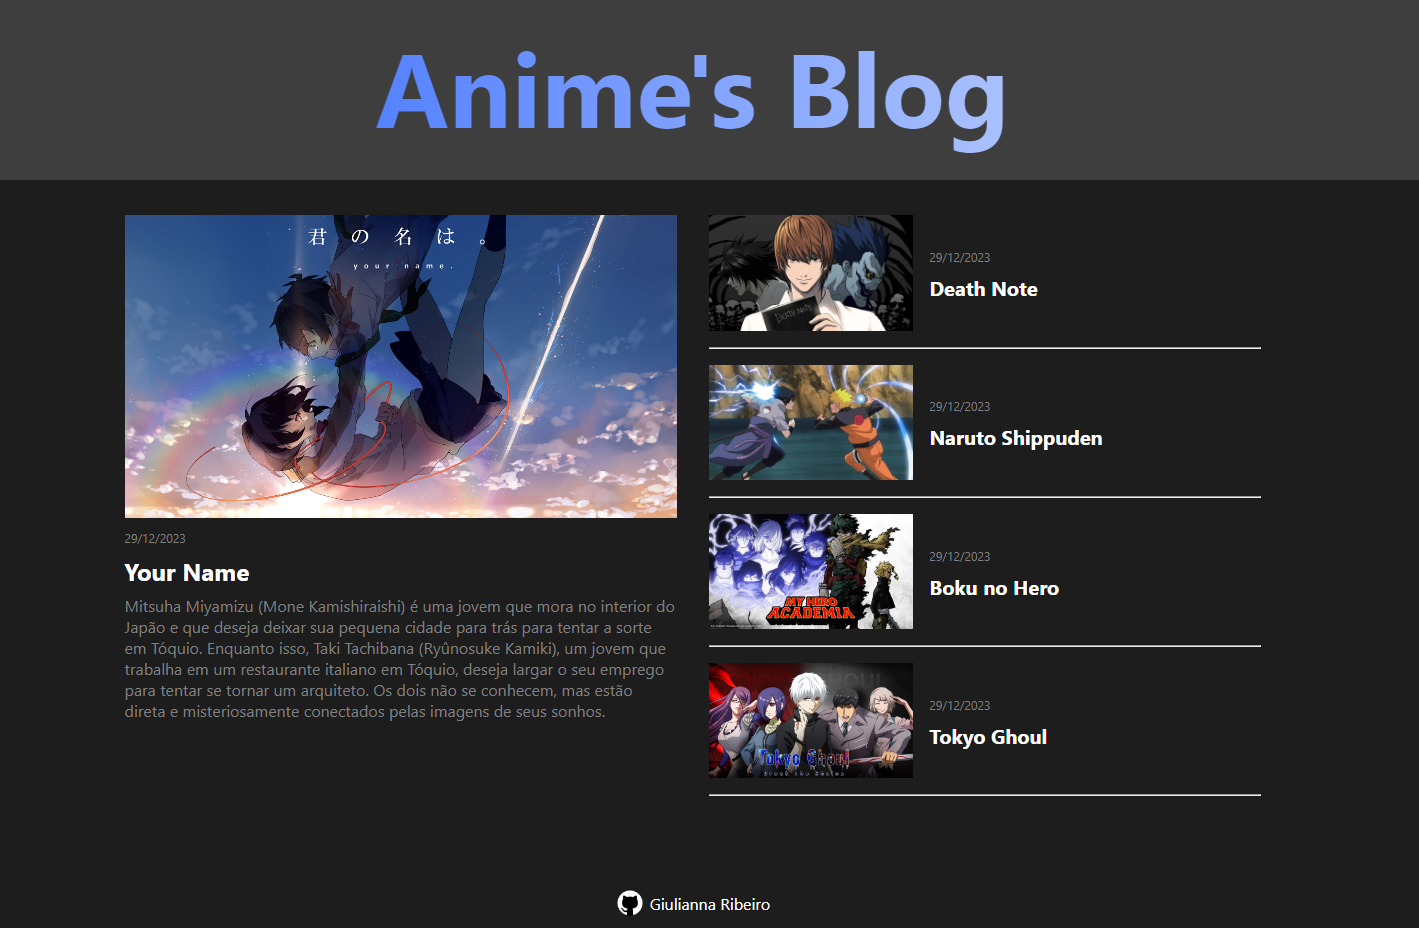 Anime's Blog
君の名は。
your name.
29/12/2023
Your Name
Mitsuha Miyamizu (Mone Kamishiraishi) é uma jovem que mora no interior do
Japão e que deseja deixar sua pequena cidade para trás para tentar a sorte
em Tóquio. Enquanto isso, Taki Tachibana (Ryûnosuke Kamiki), um jovem que
trabalha em um restaurante italiano em Tóquio, deseja largar o seu emprego
para tentar se tornar um arquiteto. Os dois não se conhecem, mas estão
direta e misteriosamente conectados pelas imagens de seus sonhos.
DEATH NOTE
29/12/2023
Death Note
29/12/2023
Naruto Shippuden
MY HERO
ACADEMIA
29/12/2023
Boku no Hero
TOKYO GHOUL
Tokyo Ghoul
29/12/2023
Tokyo Ghoul
Giulianna Ribeiro